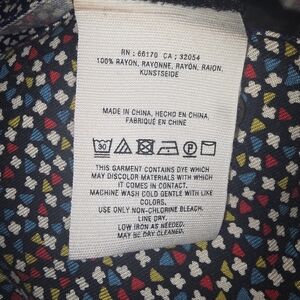 RN : 66170 CA : 32054
100% RAYON, RAYONNE, RAYÓN, RAION,
KUNSTSEIDE
MADE IN CHINA, HECHO EN CHINA,
FABRIQUÉ EN CHINE
30
P
THIS GARMENT CONTAINS DYE WHICH
MAY DISCOLOR MATERIALS WITH WHICH
IT COMES IN CONTACT.
MACHINE WASH COLD GENTLE WITH LIKE
COLORS.
USE ONLY NON-CHLORINE BLEACH.
LINE DRY.
LOW IRON AS NEEDED.
MAY BE DRY CLEANED.